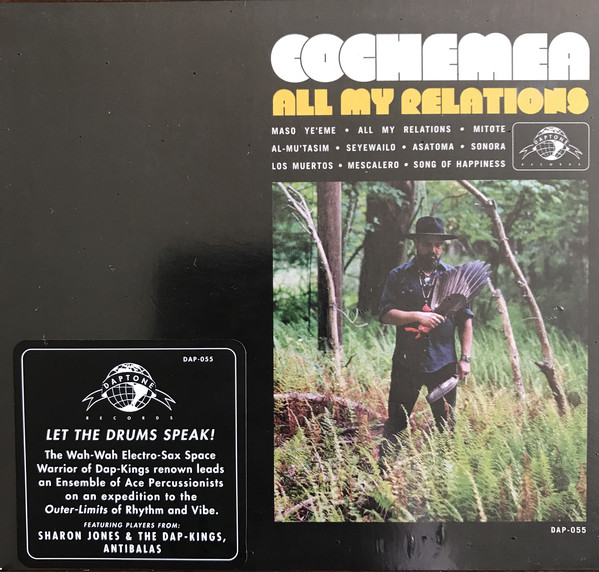 COCHEMEA
ALL MY RELATIONS
MASO YE'EME • ALL MY RELATIONS • MITOTE
AL-MU'TASIM • SEYEWAILO • ASATOMA • SONORA
LOS MUERTOS • MESCALERO • SONG OF HAPPINESS
DAPTONE
RECORDS
DAP-055
DAPTONE
RECORDS
LET THE DRUMS SPEAK!
The Wah-Wah Electro-Sax Space
Warrior of Dap-Kings renown leads
an Ensemble of Ace Percussionists
on an expedition to the
Outer-Limits of Rhythm and Vibe.
FEATURING PLAYERS FROM:
SHARON JONES & THE DAP-KINGS,
ANTIBALAS
DAP-055